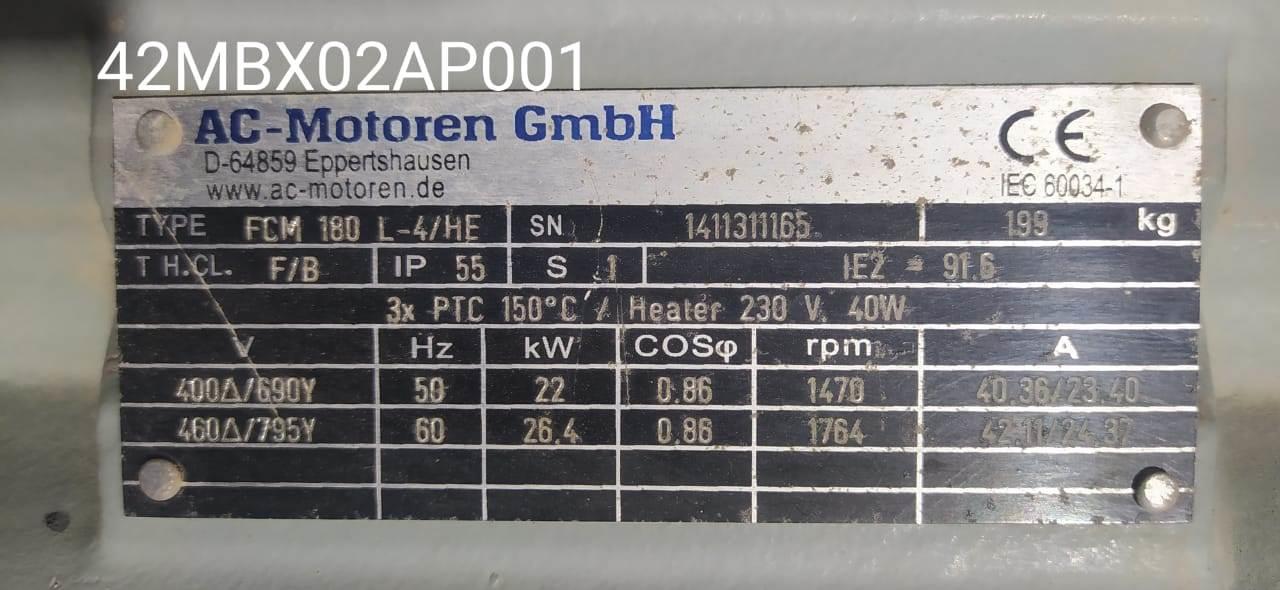 42MBX02AP001
AC-Motoren GmbH
D-64859 Eppertshausen
www.ac-motoren.de
CE
IEC 60034-1
TYPE FCM 180 L-4/HE SN 1411311165 199 kg
T H.CL. F/B IP 55 S 1 IE2 = 91.6
3x PTC 150°C / Heater 230 V, 40W
V Hz kW COSφ rpm A
400Δ/690Y 50 22 0.86 1470 40.36/23.40
460Δ/795Y 60 26.4 0.86 1764 42.11/24.37